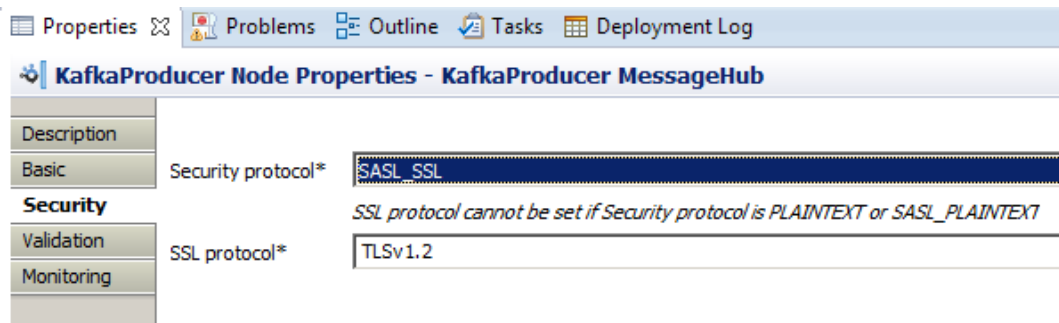 Properties Problems Outline Tasks Deployment Log
KafkaProducer Node Properties - KafkaProducer MessageHub
Description
Basic
Security protocol*
SASL_SSL
Security
SSL protocol cannot be set if Security protocol is PLAINTEXT or SASL_PLAINTEXT
Validation
SSL protocol*
TLSv1.2
Monitoring